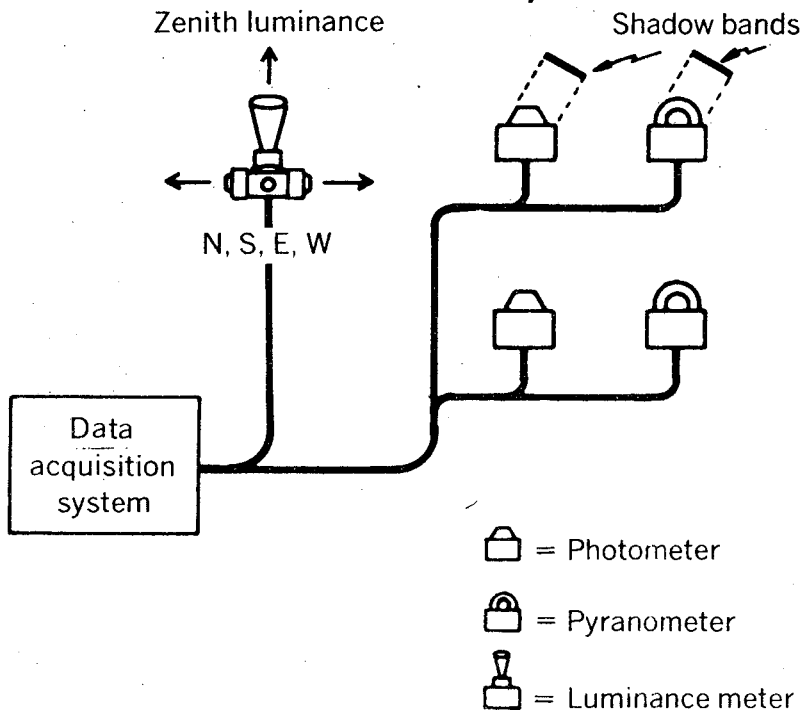 Zenith luminance
Shadow bands
N, S, E, W
Data
acquisition
system
= Photometer
= Pyranometer
= Luminance meter